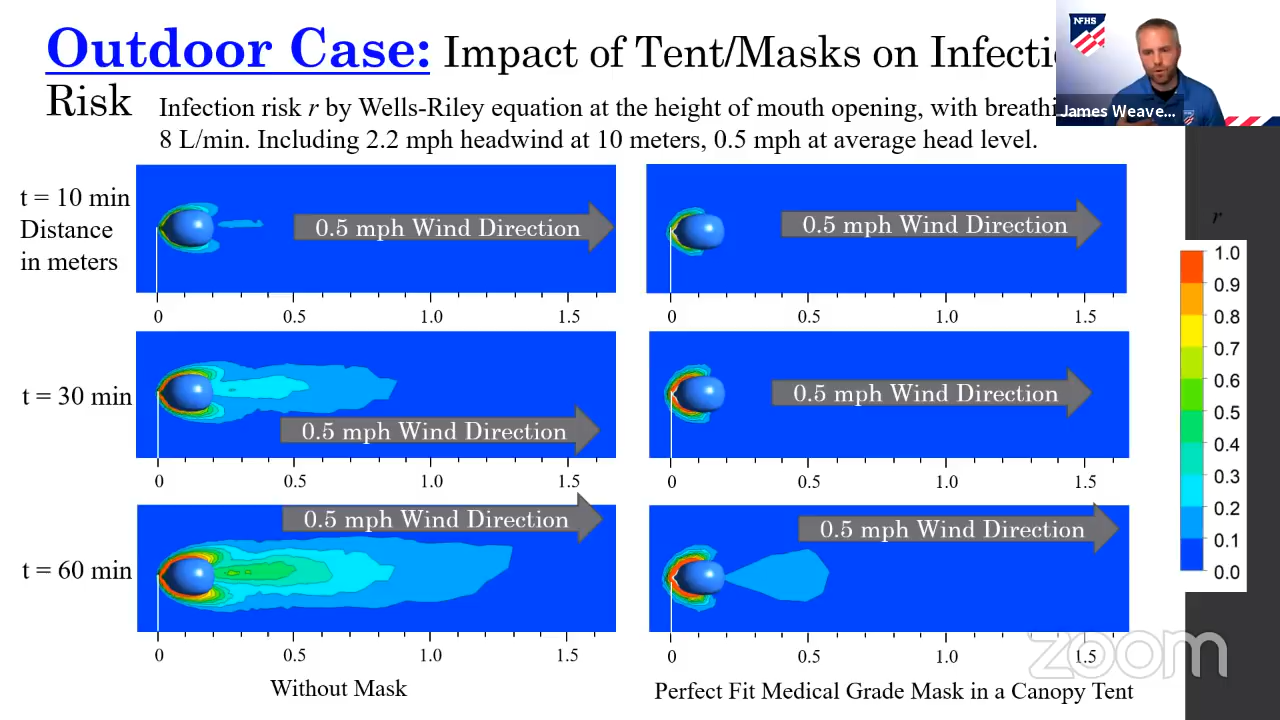 Outdoor Case: Impact of Tent/Masks on
Risk
Infection risk r by Wells-Riley equation at the height of mouth opening, with
8 L/min. Including 2.2 mph headwind at 10 meters, 0.5 mph at average head level.
NFHS
James Weave...
t = 10 min
Distance
in meters
0.5 mph Wind Direction
0 0.5 1.0 1.5
0.5 mph Wind Direction
0 0.5 1.0 1.5
t = 30 min
0.5 mph Wind Direction
0 0.5 1.0 1.5
0.5 mph Wind Direction
0 0.5 1.0 1.5
t = 60 min
0.5 mph Wind Direction
0 0.5 1.0 1.5
0.5 mph Wind Direction
0 0.5 1.0 1.5
Without Mask
Perfect Fit Medical Grade Mask in a Canopy Tent
r
1.0
0.9
0.8
0.7
0.6
0.5
0.4
0.3
0.2
0.1
0.0
zoom